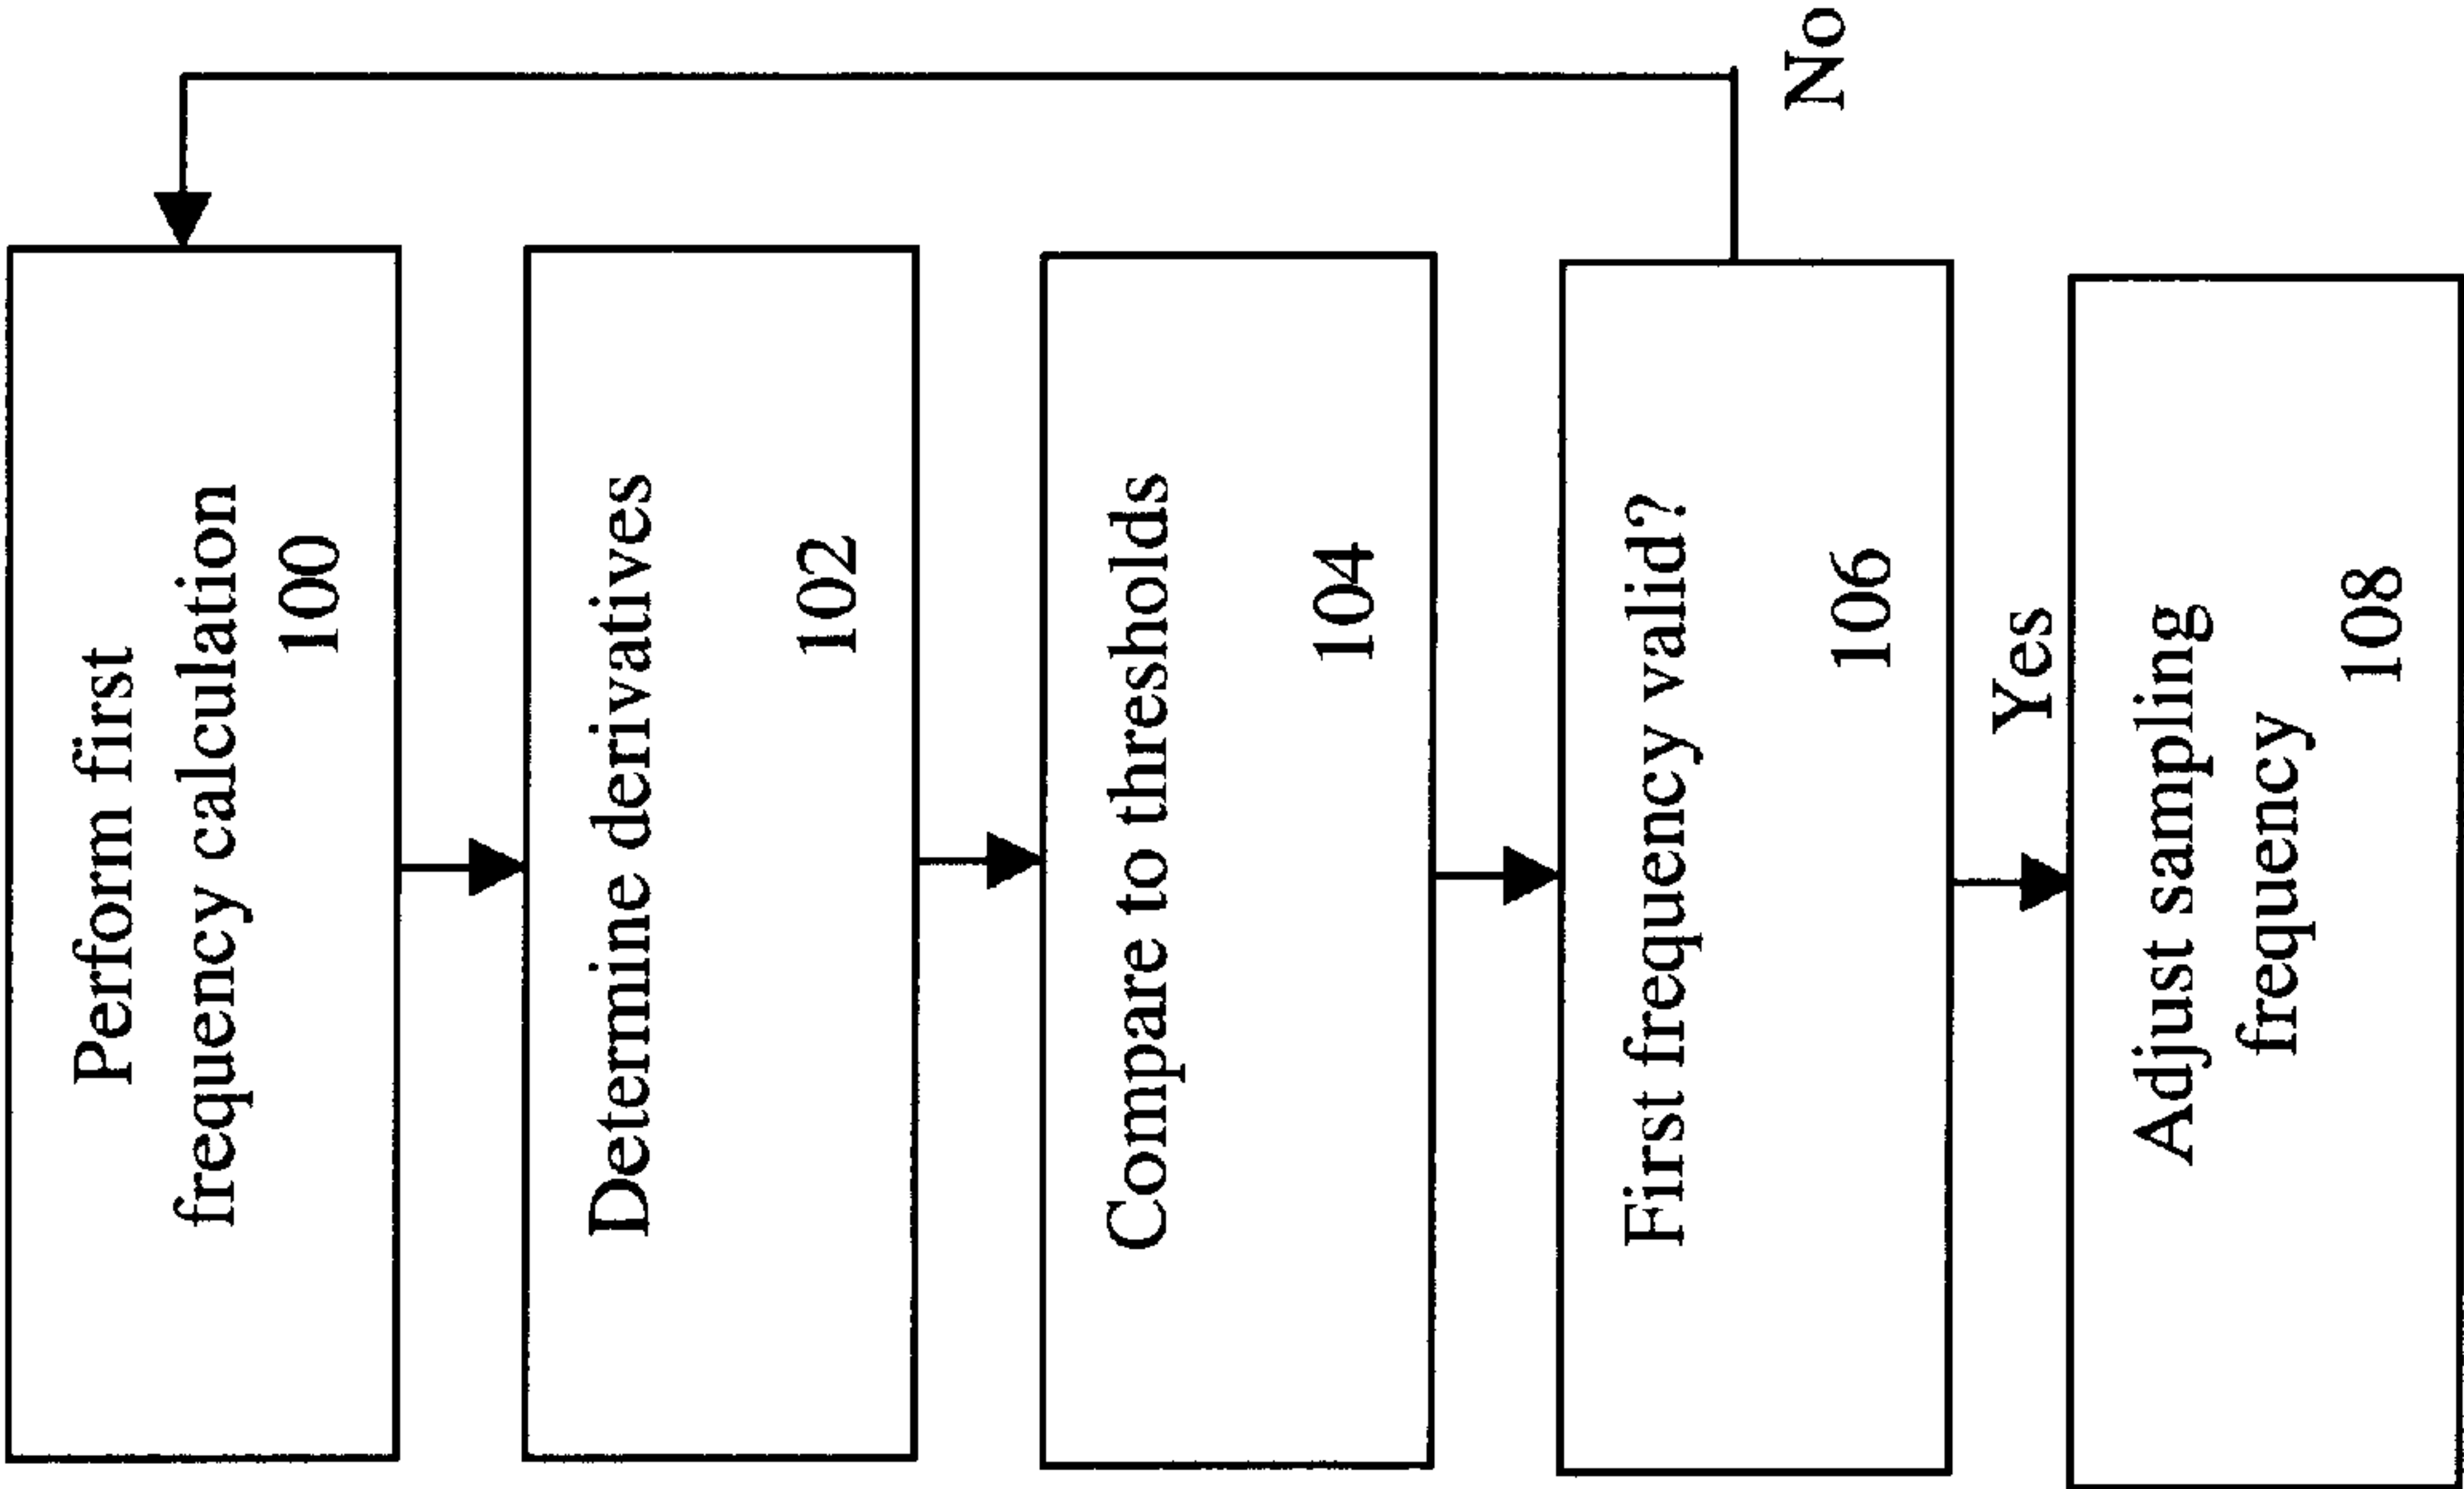 Perform first
frequency calculation
100
Determine derivatives
102
Compare to thresholds
104
First frequency valid?
106
No
Yes
Adjust sampling
frequency
108